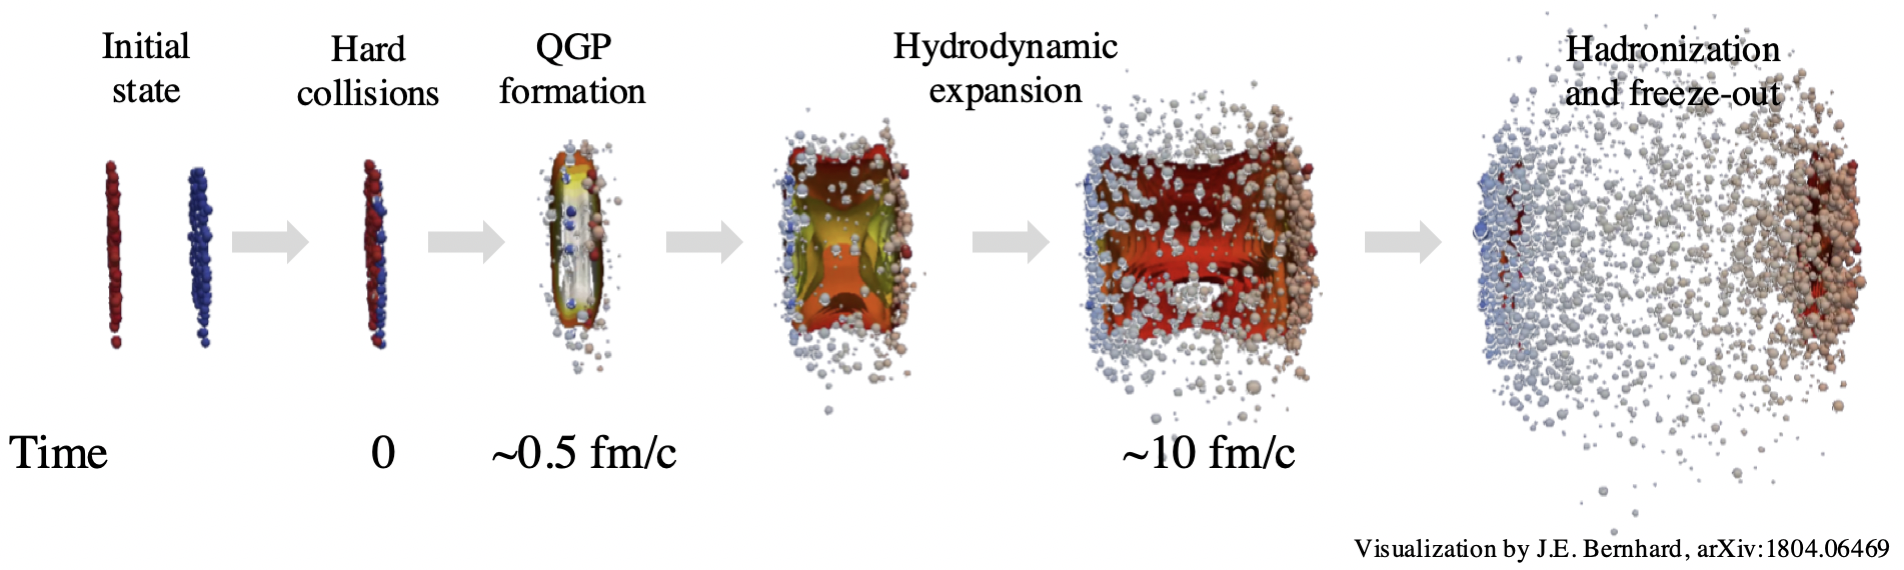 Initial
state
Hard
collisions
QGP
formation
Hydrodynamic
expansion
Hadronization
and freeze-out
Time
0
~0.5 fm/c
~10 fm/c
Visualization by J.E. Bernhard, arXiv:1804.06469